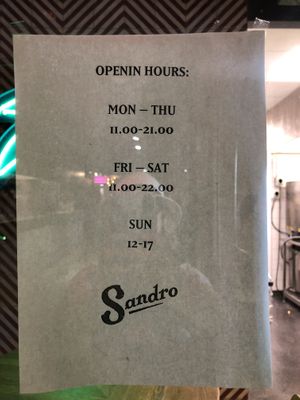 OPENIN HOURS:
MON – THU
11.00-21.00
FRI – SAT
11.00-22.00
SUN
12-17
Sandro